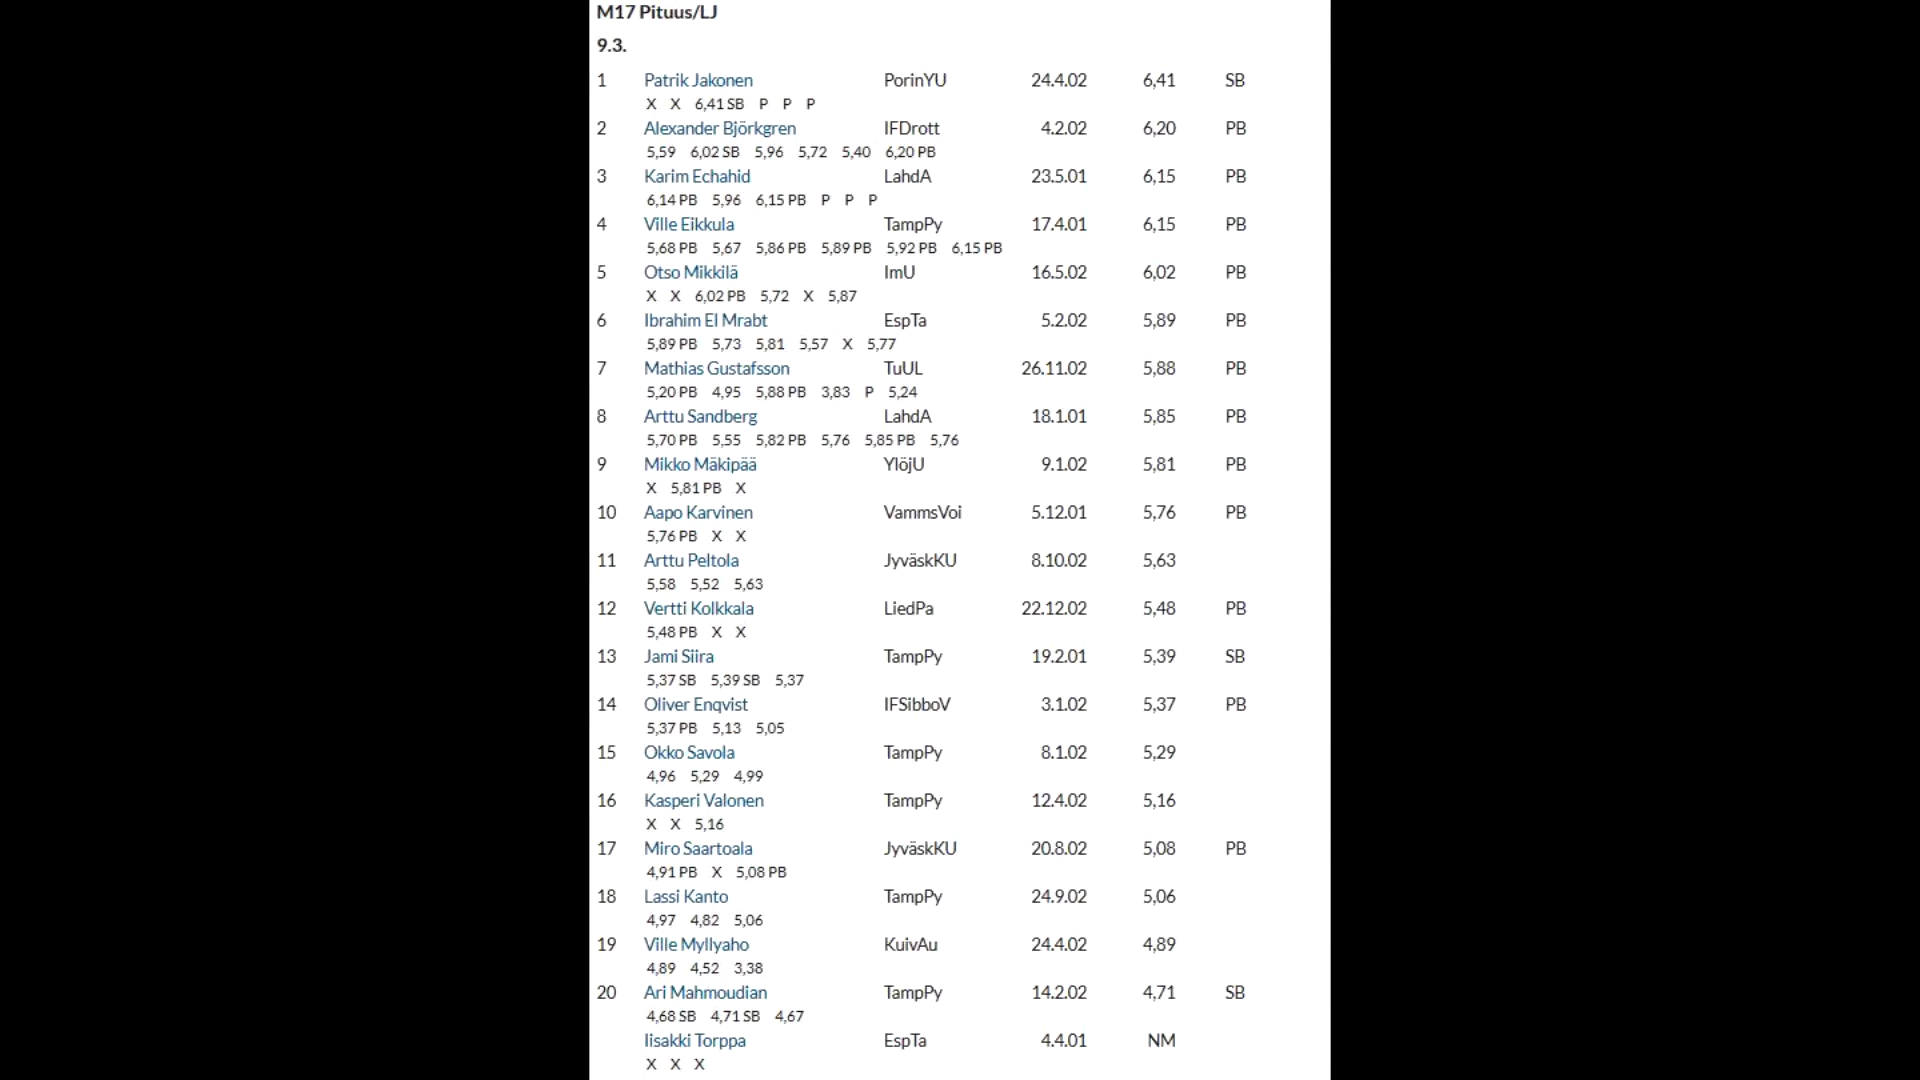 M17 Pituus/LJ
9.3.
1 Patrik Jakonen PorinYU 24.4.02 6,41 SB
X X 6,41 SB P P P
2 Alexander Björkgren IFDrott 4.2.02 6,20 PB
5,59 6,02 SB 5,96 5,72 5,40 6,20 PB
3 Karim Echahid LahdA 23.5.01 6,15 PB
6,14 PB 5,96 6,15 PB P P P
4 Ville Eikkula TampPy 17.4.01 6,15 PB
5,68 PB 5,67 5,86 PB 5,89 PB 5,92 PB 6,15 PB
5 Otso Mikkilä ImU 16.5.02 6,02 PB
X X 6,02 PB 5,72 X 5,87
6 Ibrahim El Mrabt EspTa 5.2.02 5,89 PB
5,89 PB 5,73 5,81 5,57 X 5,77
7 Mathias Gustafsson TuUL 26.11.02 5,88 PB
5,20 PB 4,95 5,88 PB 3,83 P 5,24
8 Arttu Sandberg LahdA 18.1.01 5,85 PB
5,70 PB 5,55 5,82 PB 5,76 5,85 PB 5,76
9 Mikko Mäkipää YlöjU 9.1.02 5,81 PB
X 5,81 PB X
10 Aapo Karvinen VammsVoi 5.12.01 5,76 PB
5,76 PB X X
11 Arttu Peltola JyväskKU 8.10.02 5,63
5,58 5,52 5,63
12 Vertti Kolkkala LiedPa 22.12.02 5,48 PB
5,48 PB X X
13 Jami Siira TampPy 19.2.01 5,39 SB
5,37 SB 5,39 SB 5,37
14 Oliver Enqvist IFSibboV 3.1.02 5,37 PB
5,37 PB 5,13 5,05
15 Okko Savola TampPy 8.1.02 5,29
4,96 5,29 4,99
16 Kasperi Valonen TampPy 12.4.02 5,16
X X 5,16
17 Miro Saartoala JyväskKU 20.8.02 5,08 PB
4,91 PB X 5,08 PB
18 Lassi Kanto TampPy 24.9.02 5,06
4,97 4,82 5,06
19 Ville Myllyaho KuivAu 24.4.02 4,89
4,89 4,52 3,38
20 Ari Mahmoudian TampPy 14.2.02 4,71 SB
4,68 SB 4,71 SB 4,67
Iisakki Torppa EspTa 4.4.01 NM
X X X